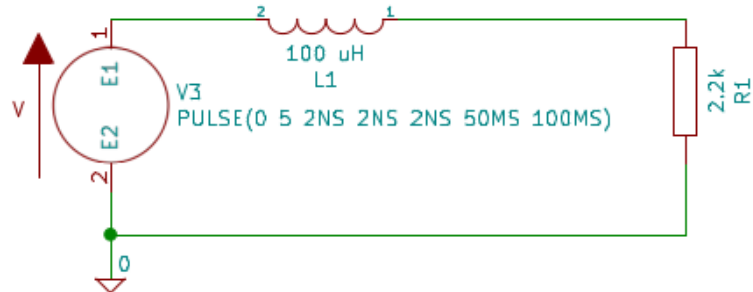 2
1
100 uH
L1
1
E1
E2
2
V
V3
PULSE(0 5 2NS 2NS 2NS 50MS 100MS)
2.2k
R1
0